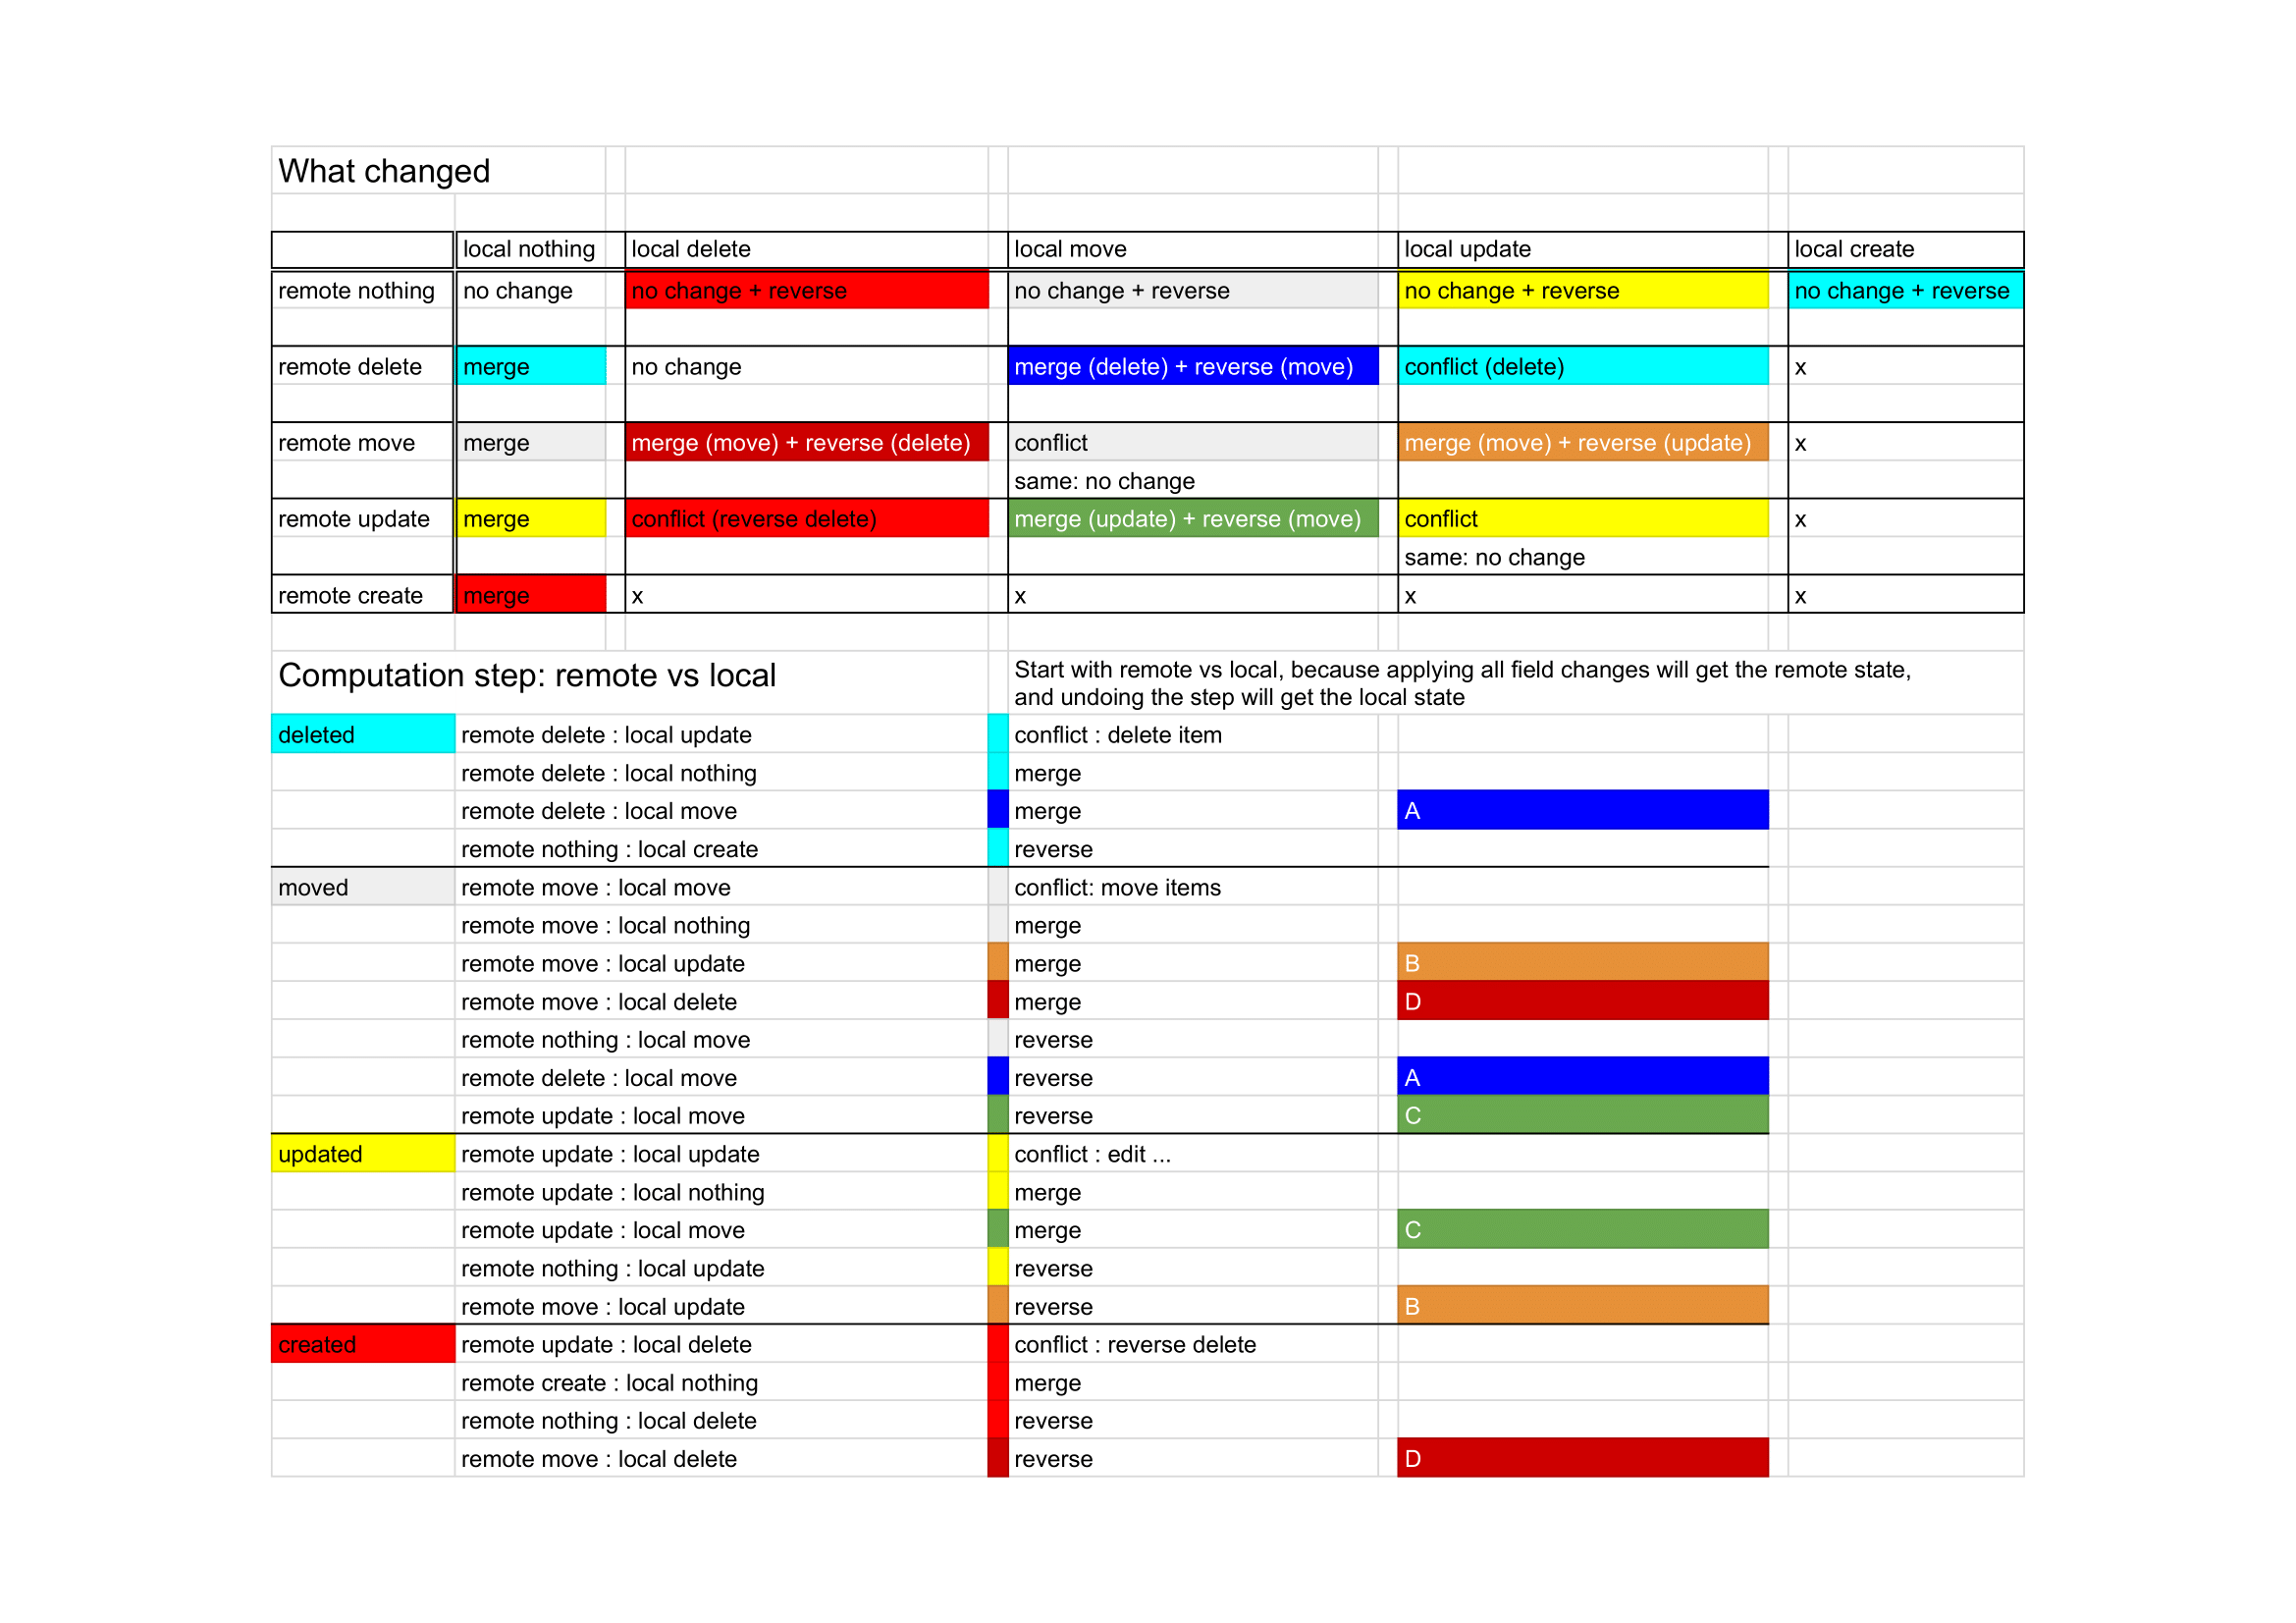 What changed
local nothing local delete local move local update local create
remote nothing no change no change + reverse no change + reverse no change + reverse no change + reverse
remote delete merge no change merge (delete) + reverse (move) conflict (delete) x
remote move merge merge (move) + reverse (delete) conflict merge (move) + reverse (update) x
same: no change
remote update merge conflict (reverse delete) merge (update) + reverse (move) conflict x
same: no change
remote create merge x x x x
Computation step: remote vs local
Start with remote vs local, because applying all field changes will get the remote state,
and undoing the step will get the local state
deleted remote delete : local update conflict : delete item
remote delete : local nothing merge
remote delete : local move merge A
remote nothing : local create reverse
moved remote move : local move conflict: move items
remote move : local nothing merge
remote move : local update merge B
remote move : local delete merge D
remote nothing : local move reverse
remote delete : local move reverse A
remote update : local move reverse C
updated remote update : local update conflict : edit ...
remote update : local nothing merge
remote update : local move merge C
remote nothing : local update reverse
remote move : local update reverse B
created remote update : local delete conflict : reverse delete
remote create : local nothing merge
remote nothing : local delete reverse
remote move : local delete reverse D